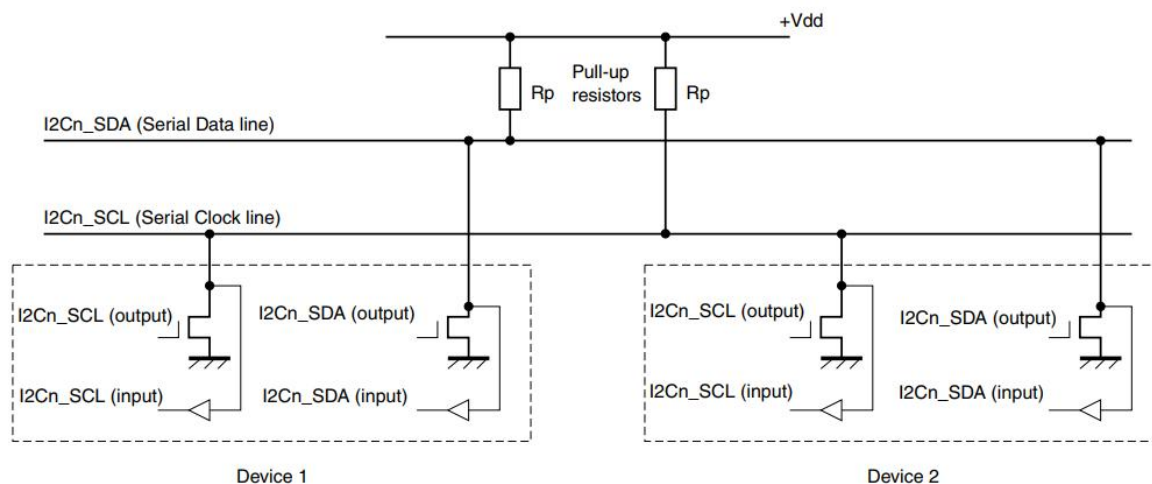 +Vdd
Rp
Pull-up
resistors
Rp
I2Cn_SDA (Serial Data line)
I2Cn_SCL (Serial Clock line)
I2Cn_SCL (output)
I2Cn_SDA (output)
I2Cn_SCL (output)
I2Cn_SDA (output)
I2Cn_SCL (input)
I2Cn_SDA (input)
I2Cn_SCL (input)
I2Cn_SDA (input)
Device 1
Device 2